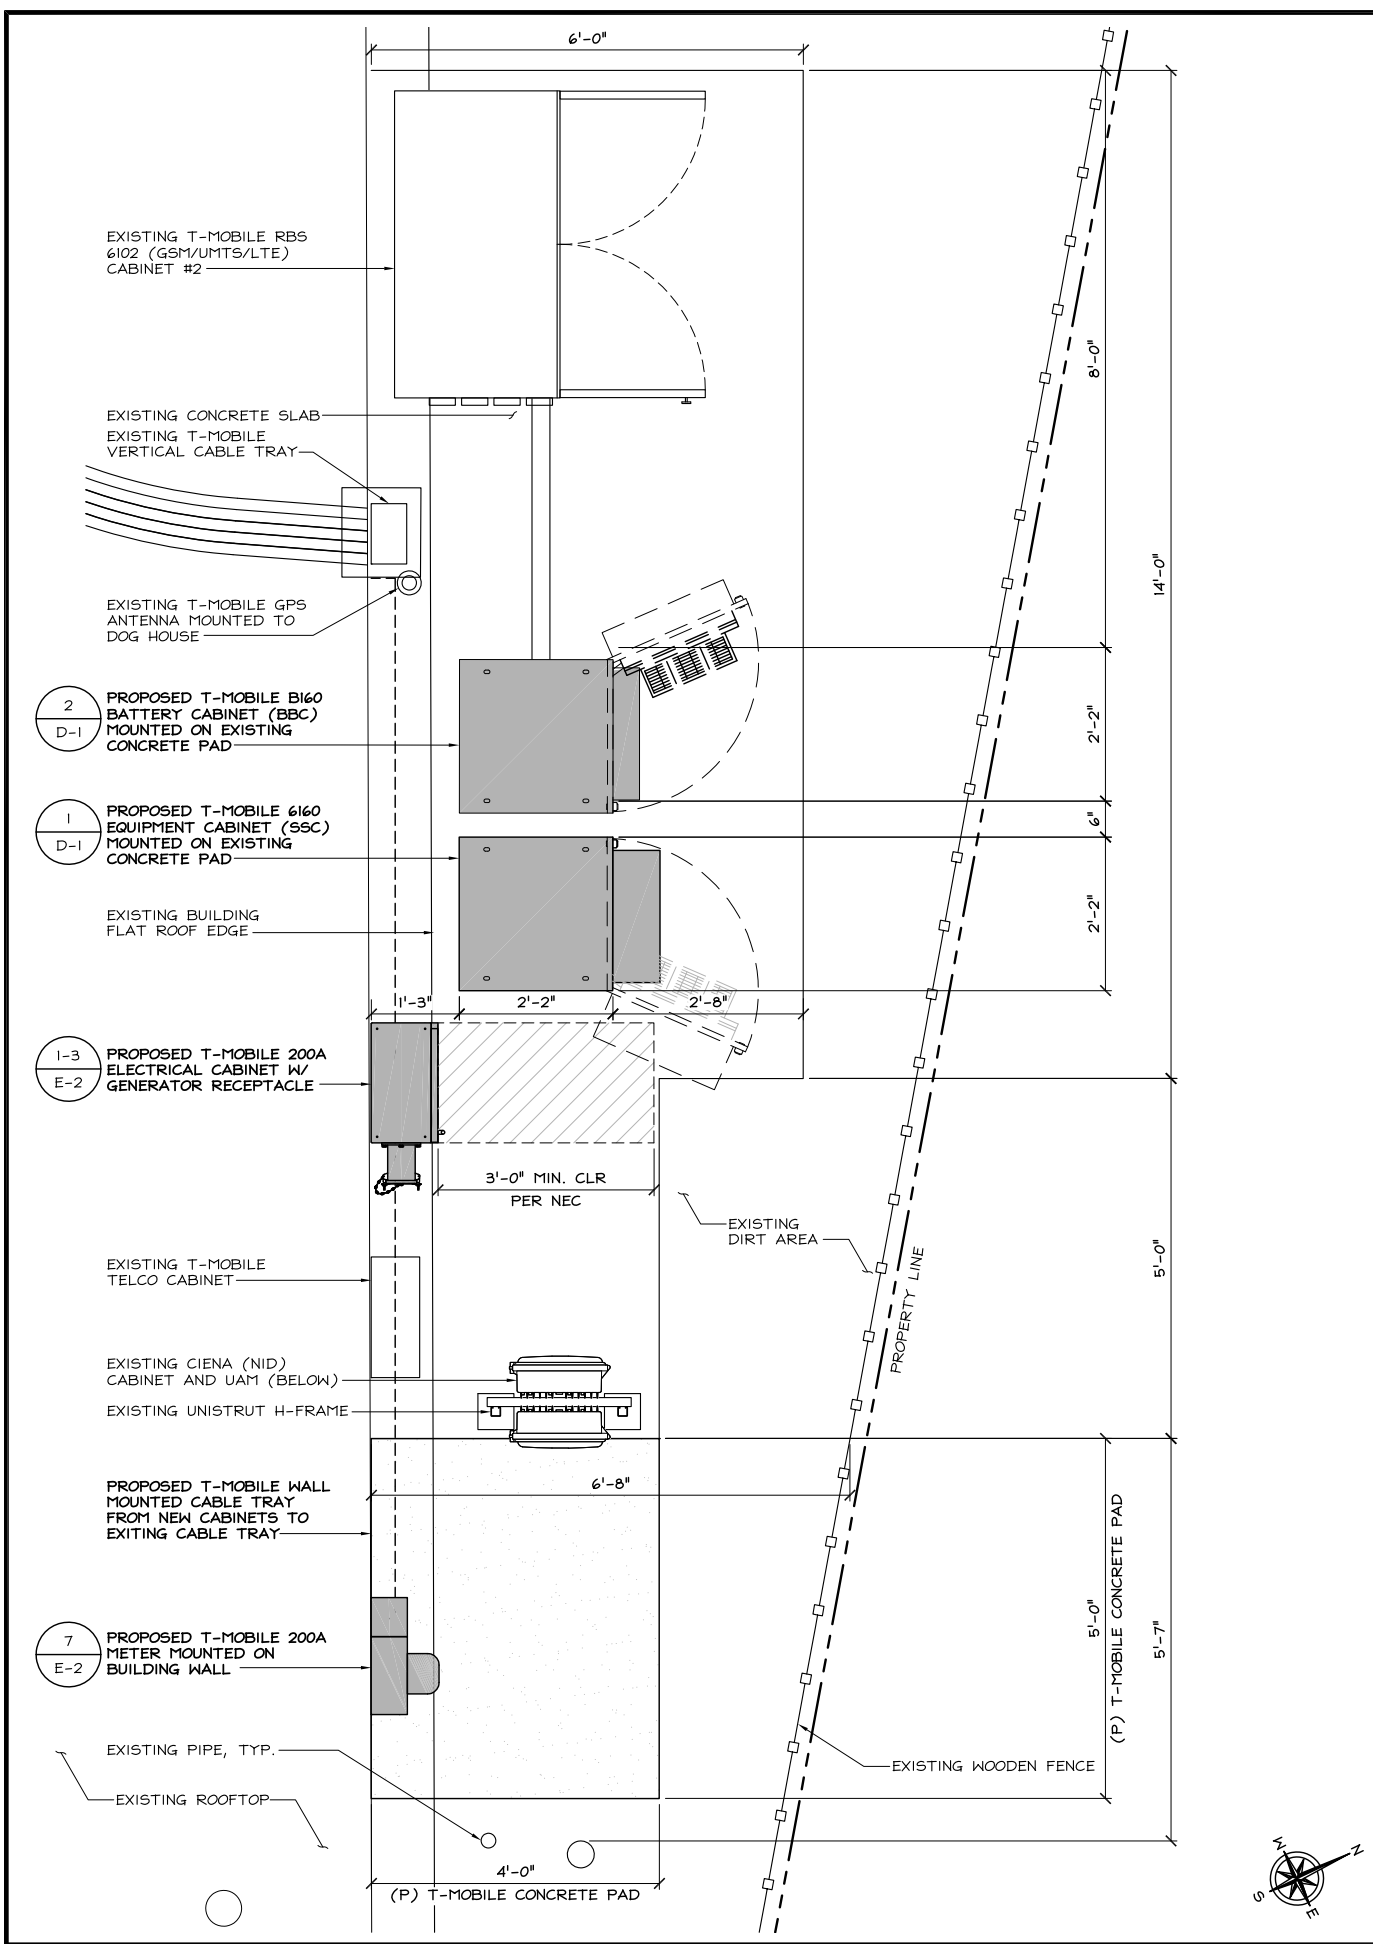 6'-0"
EXISTING T-MOBILE RBS
6102 (GSM/UMTS/LTE)
CABINET #2
8'-0"
EXISTING CONCRETE SLAB
EXISTING T-MOBILE
VERTICAL CABLE TRAY
14'-0"
EXISTING T-MOBILE GPS
ANTENNA MOUNTED TO
DOG HOUSE
2
D-1
PROPOSED T-MOBILE B160
BATTERY CABINET (BBC)
MOUNTED ON EXISTING
CONCRETE PAD
2'-2"
1
D-1
PROPOSED T-MOBILE 6160
EQUIPMENT CABINET (SSC)
MOUNTED ON EXISTING
CONCRETE PAD
6"
2'-2"
EXISTING BUILDING
FLAT ROOF EDGE
1'-3"
2'-2"
2'-8"
1-3
E-2
PROPOSED T-MOBILE 200A
ELECTRICAL CABINET W/
GENERATOR RECEPTACLE
3'-0" MIN. CLR
PER NEC
EXISTING
DIRT AREA
5'-0"
EXISTING T-MOBILE
TELCO CABINET
PROPERTY LINE
EXISTING CIENA (NID)
CABINET AND UAM (BELOW)
EXISTING UNISTRUT H-FRAME
PROPOSED T-MOBILE WALL
MOUNTED CABLE TRAY
FROM NEW CABINETS TO
EXITING CABLE TRAY
6'-8"
5'-0"
(P) T-MOBILE CONCRETE PAD
5'-7"
7
E-2
PROPOSED T-MOBILE 200A
METER MOUNTED ON
BUILDING WALL
EXISTING PIPE, TYP.
EXISTING WOODEN FENCE
EXISTING ROOFTOP
4'-0"
(P) T-MOBILE CONCRETE PAD
W
N
S
E